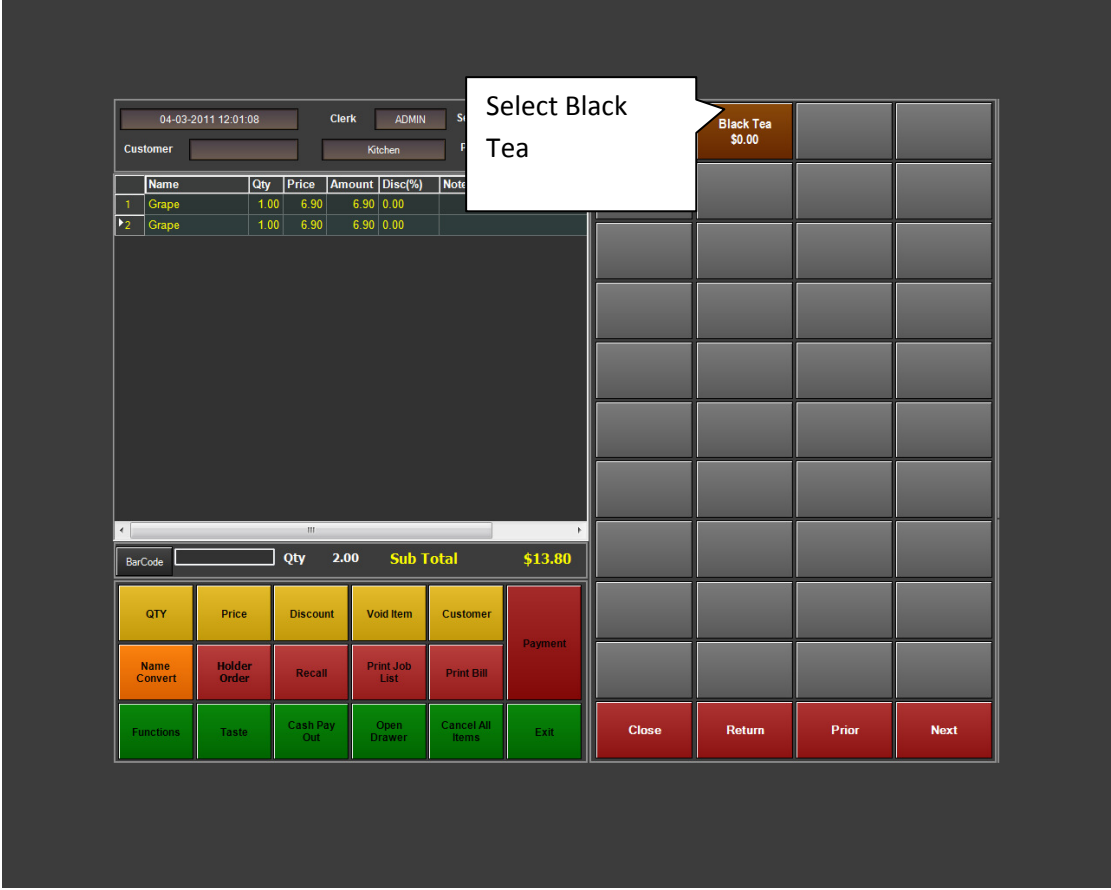 Select Black
Tea
04-03-2011 12:01:08 Clerk ADMIN
Customer Kitchen
Black Tea
$0.00
Name Qty Price Amount Disc(%) Note
1 Grape 1.00 6.90 6.90 0.00
2 Grape 1.00 6.90 6.90 0.00
BarCode Qty 2.00 Sub Total $13.80
QTY Price Discount Void Item Customer
Payment
Name Convert Holder Order Recall Print Job List Print Bill
Functions Taste Cash Pay Out Open Drawer Cancel All Items Exit
Close Return Prior Next